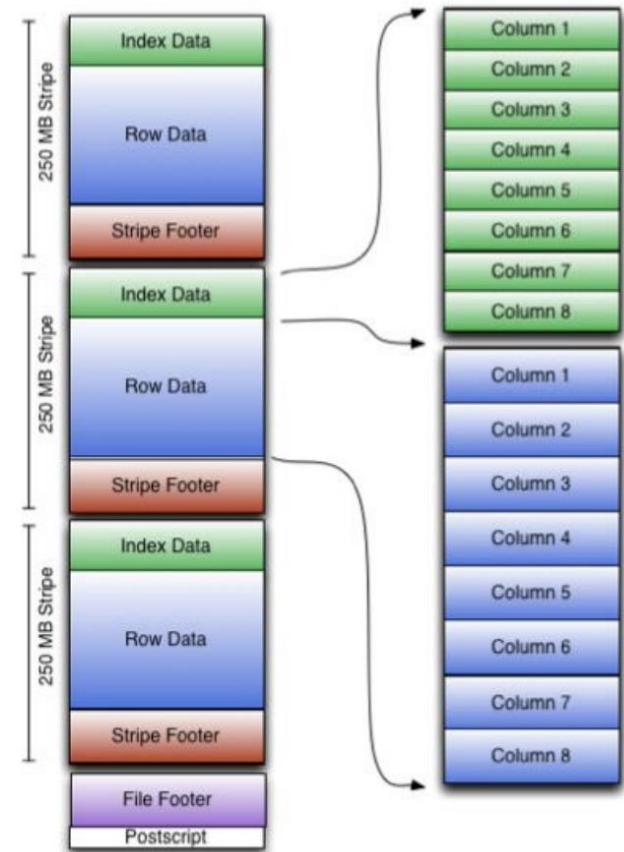 250 MB Stripe
Index Data
Row Data
Stripe Footer
250 MB Stripe
Index Data
Row Data
Stripe Footer
250 MB Stripe
Index Data
Row Data
Stripe Footer
File Footer
Postscript
Column 1
Column 2
Column 3
Column 4
Column 5
Column 6
Column 7
Column 8
Column 1
Column 2
Column 3
Column 4
Column 5
Column 6
Column 7
Column 8